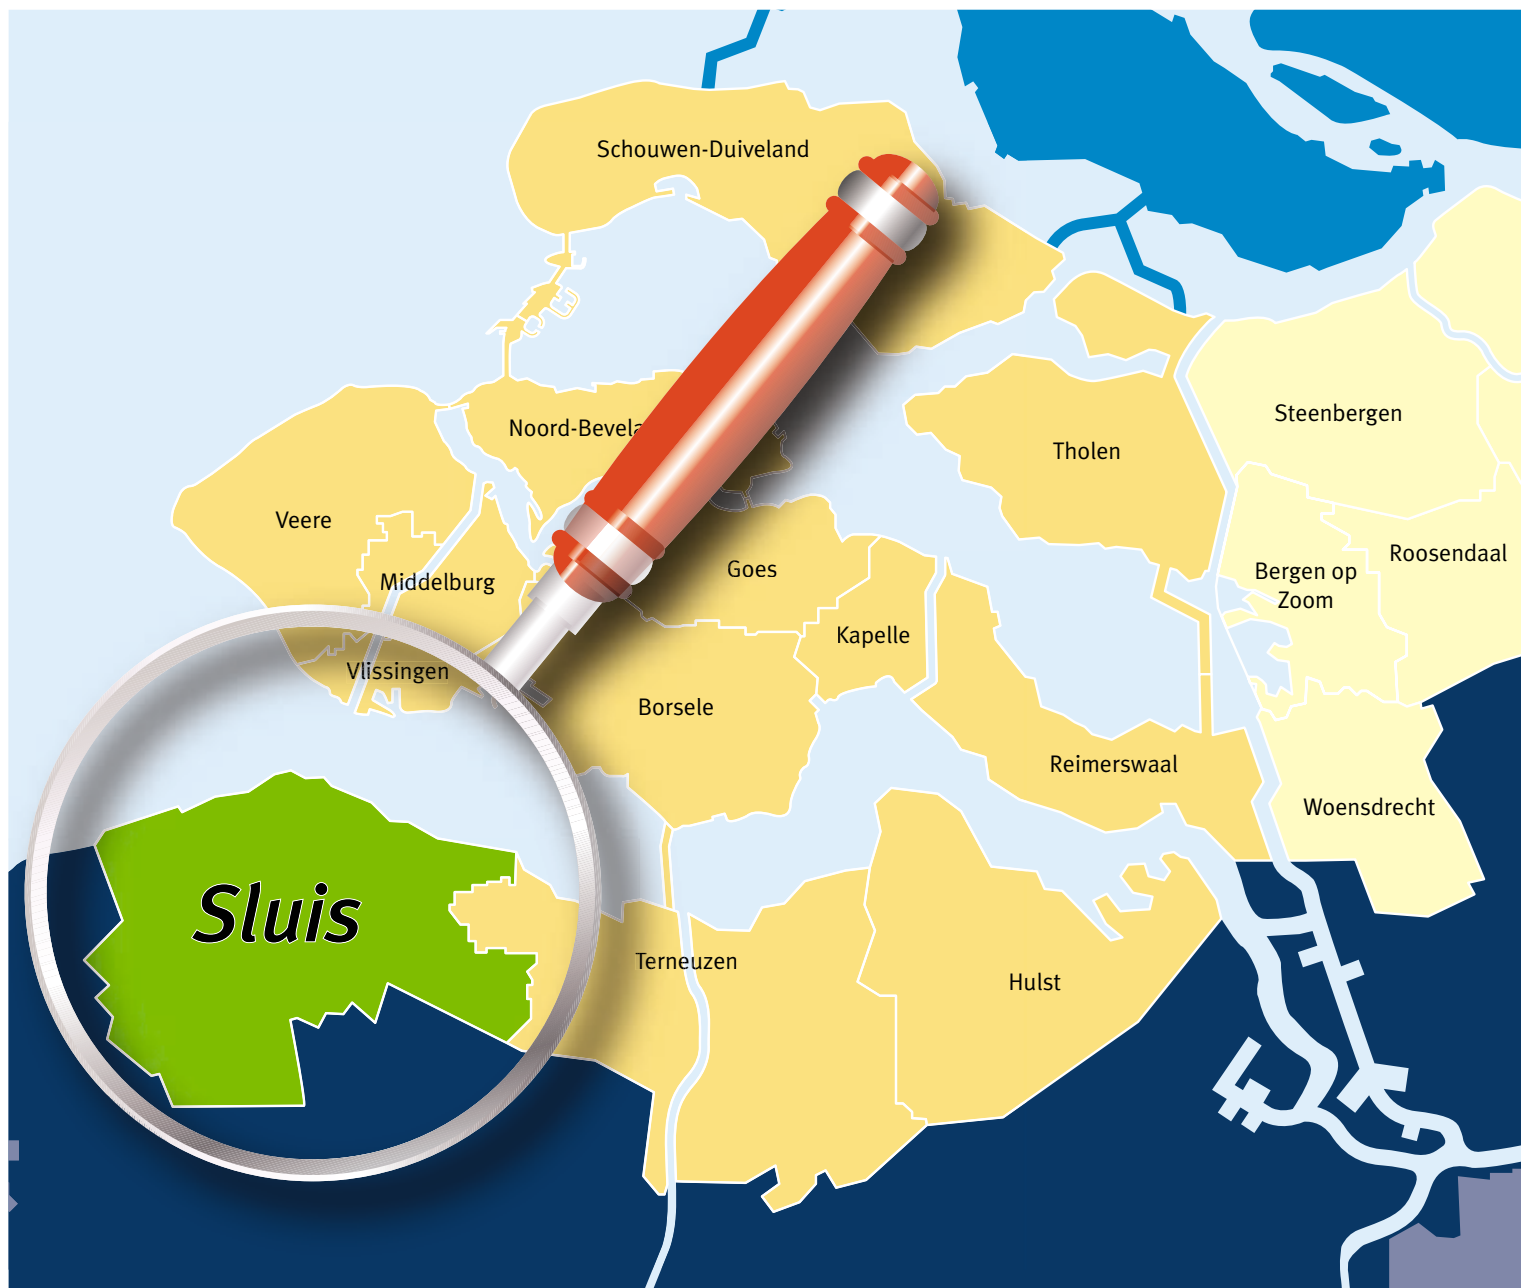 Schouwen-Duiveland
Steenbergen
Noord-Bevela
Tholen
Veere
Roosendaal
Goes
Bergen op
Zoom
Middelburg
Kapelle
Vlissingen
Borsele
Reimerswaal
Woensdrecht
Sluis
Terneuzen
Hulst